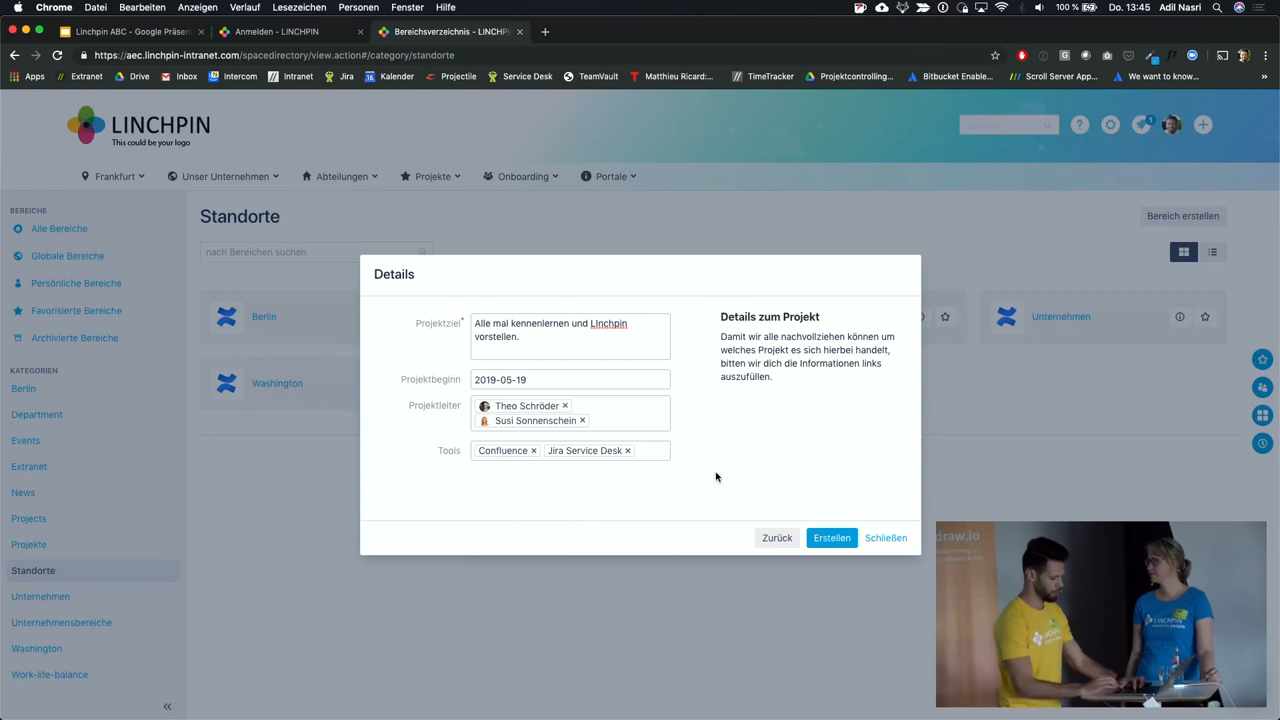 Chrome Datei Bearbeiten Anzeigen Verlauf Lesezeichen Personen Fenster Hilfe 100 % Do. 13:45 Adil Nasri
Linchpin ABC - Google Präsen
Anmelden - LINCHPIN
Bereichsverzeichnis - LINCHP
https://aec.linchpin-intranet.com/spacedirectory/view.action#/category/standorte
Apps Extranet Drive Inbox Intercom Intranet Jira Kalender Projectile Service Desk TeamVault Matthieu Ricard:... TimeTracker Projektcontrolling... Bitbucket Enable... Scroll Server App... We want to know...
LINCHPIN
This could be your logo
1
Frankfurt Unser Unternehmen Abteilungen Projekte Onboarding Portale
BEREICHE
Alle Bereiche
Globale Bereiche
Persönliche Bereiche
Favorisierte Bereiche
Archivierte Bereiche
KATEGORIEN
Berlin
Department
Events
Extranet
News
Projects
Projekte
Standorte
Unternehmen
Unternehmensbereiche
Washington
Work-life-balance
Standorte
Bereich erstellen
nach Bereichen suchen
Berlin
Unternehmen
Washington
Details
Projektziel*
Alle mal kennenlernen und LInchpin
vorstellen.
Projektbeginn
2019-05-19
Projektleiter
Theo Schröder
Susi Sonnenschein
Tools
Confluence Jira Service Desk
Details zum Projekt
Damit wir alle nachvollziehen können um
welches Projekt es sich hierbei handelt,
bitten wir dich die Informationen links
auszufüllen.
Zurück Erstellen Schließen
draw.io
LINCHPIN